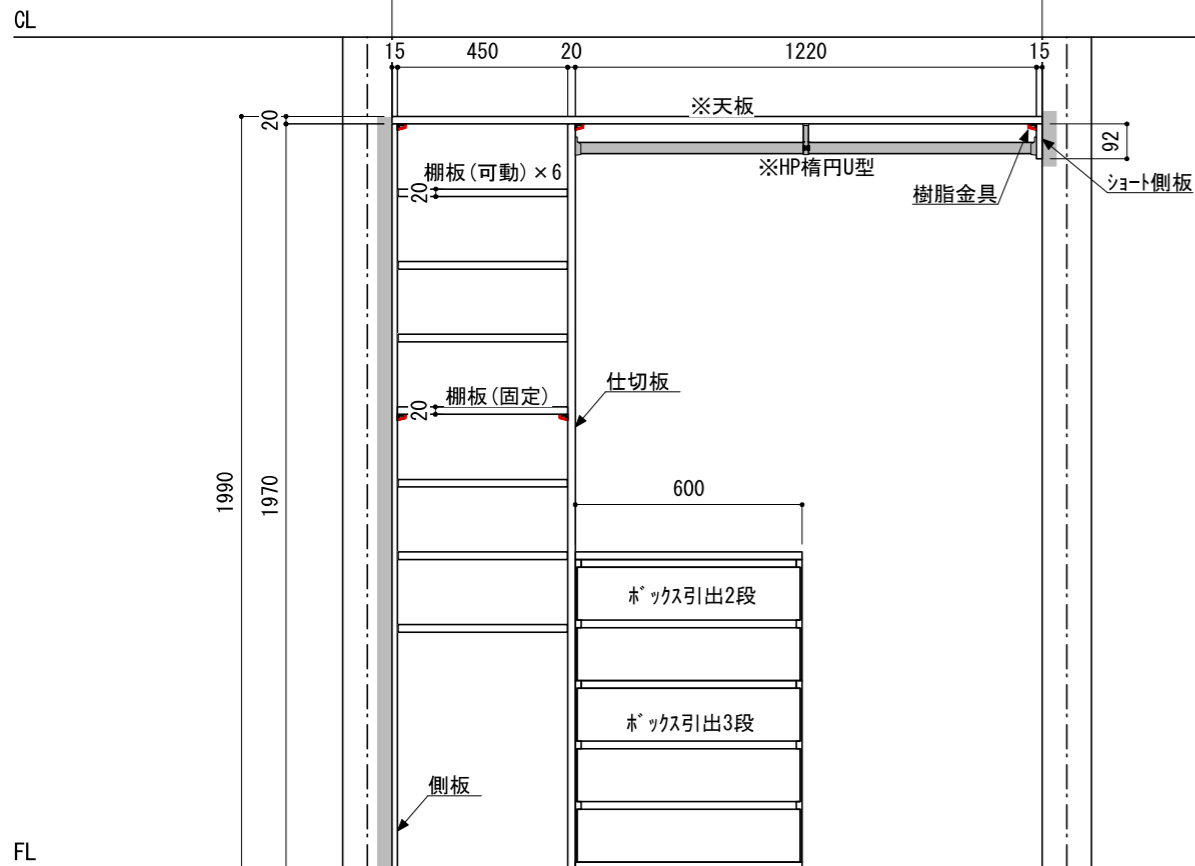 CL
15 450 20 1220 15
※天板
20
92
※HP楕円U型
棚板(可動)×6
20
樹脂金具
ショート側板
棚板(固定)
20
仕切板
1990
1970
600
ボックス引出2段
ボックス引出3段
側板
FL